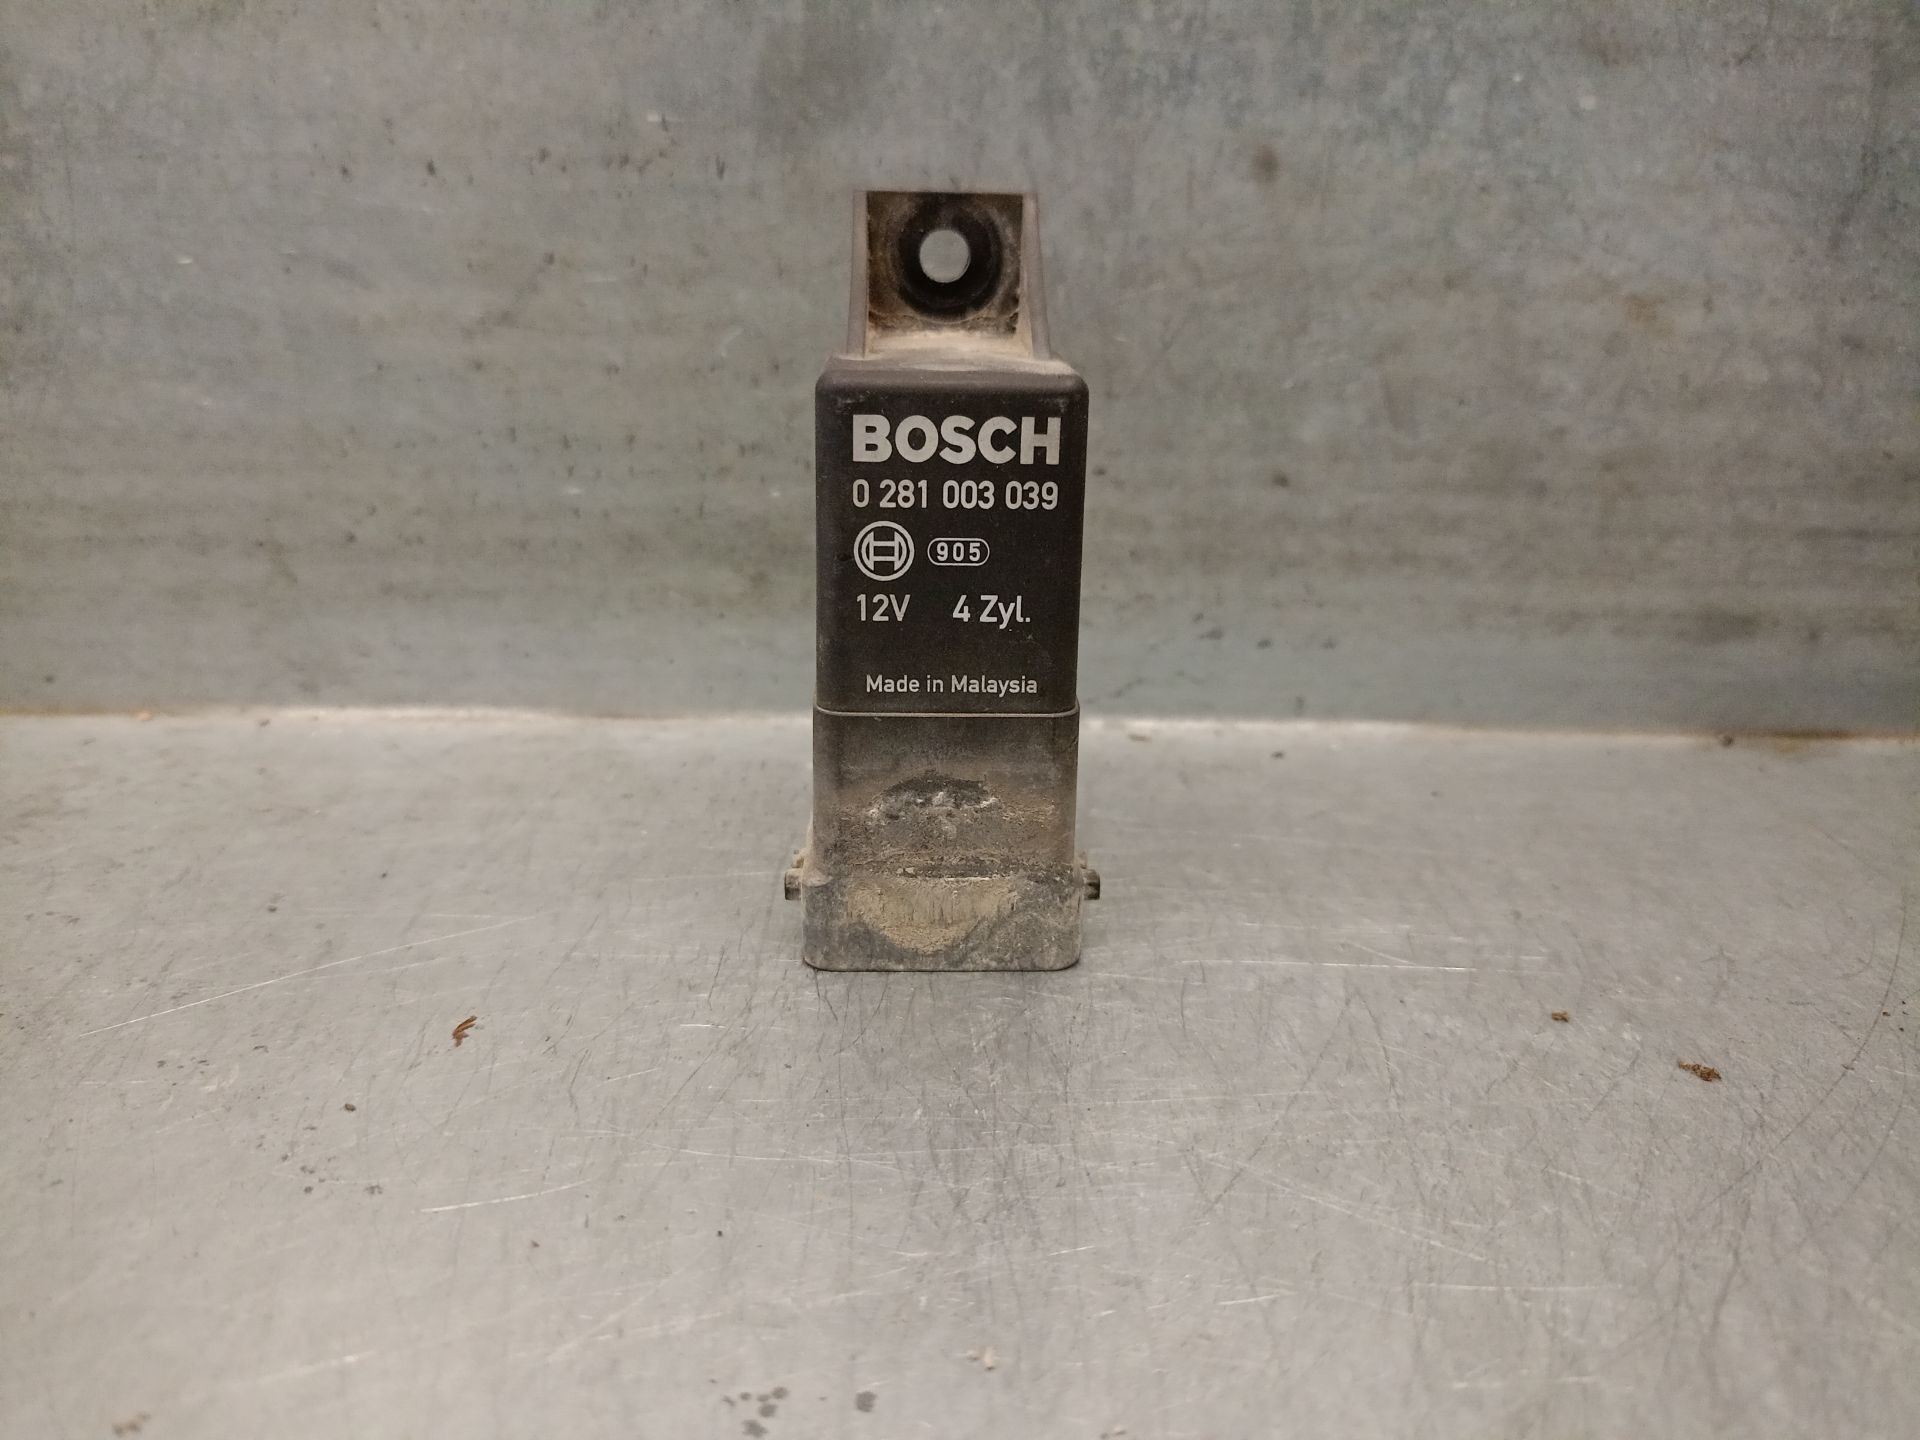 BOSCH
0 281 003 039
905
12V 4 Zyl.
Made in Malaysia